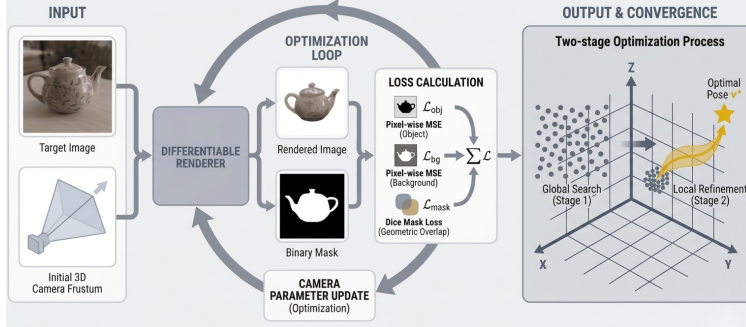 INPUT
Target Image
Initial 3D
Camera Frustum
DIFFERENTIABLE
RENDERER
OPTIMIZATION
LOOP
Rendered Image
Binary Mask
LOSS CALCULATION
ℒobj
Pixel-wise MSE
(Object)
ℒbg
Pixel-wise MSE
(Background)
ℒmask
Dice Mask Loss
(Geometric Overlap)
∑ℒ
CAMERA
PARAMETER UPDATE
(Optimization)
OUTPUT & CONVERGENCE
Two-stage Optimization Process
Z
Optimal
Pose v*
Global Search
(Stage 1)
Local Refinement
(Stage 2)
X
Y